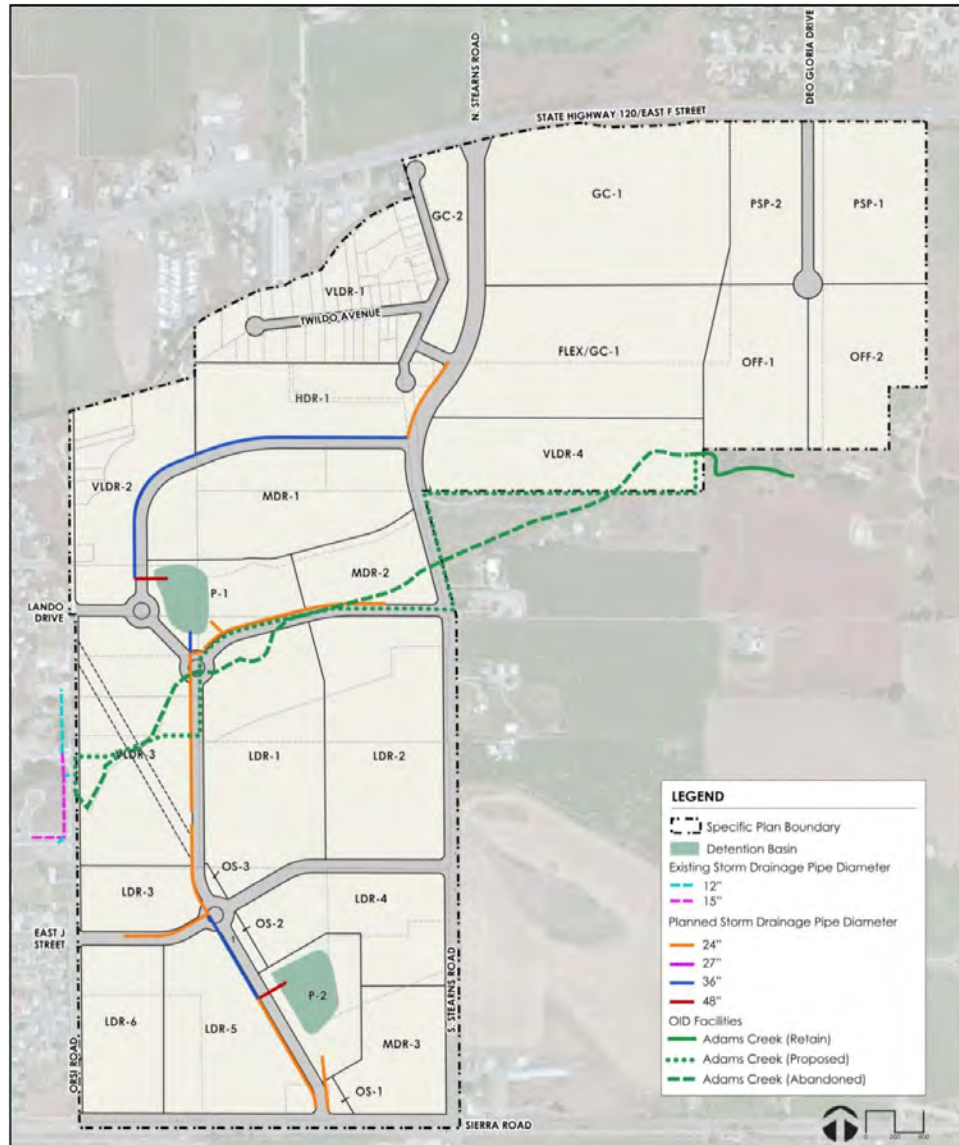 N. STEARNS ROAD
DEO GLORIA DRIVE
STATE HIGHWAY 120/EAST F STREET
GC-2
GC-1
PSP-2
PSP-1
VLDR-1
TWILDO AVENUE
FLEX/GC-1
OFF-1
OFF-2
HDR-1
VLDR-4
VLDR-2
MDR-1
MDR-2
P-1
LANDO
DRIVE
VLDR-3
LDR-1
LDR-2
OS-3
LDR-3
LDR-4
OS-2
EAST J
STREET
P-2
S. STEARNS ROAD
LDR-6
LDR-5
MDR-3
ORSI ROAD
OS-1
SIERRA ROAD
LEGEND
Specific Plan Boundary
Detention Basin
Existing Storm Drainage Pipe Diameter
12"
15"
Planned Storm Drainage Pipe Diameter
24"
27"
36"
48"
OID Facilities
Adams Creek (Retain)
Adams Creek (Proposed)
Adams Creek (Abandoned)